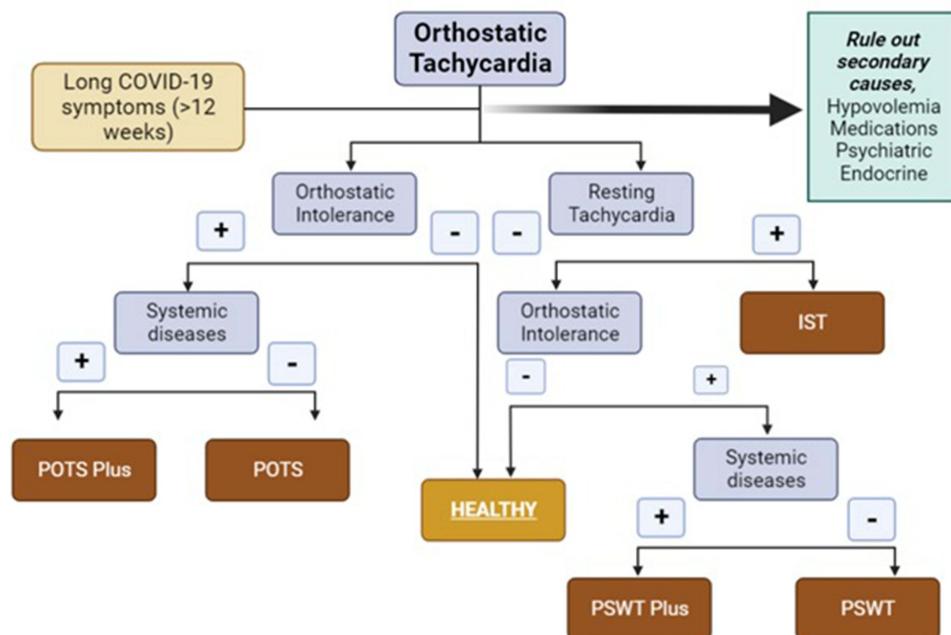 Orthostatic
Tachycardia
Long COVID-19
symptoms (>12
weeks)
Rule out
secondary
causes,
Hypovolemia
Medications
Psychiatric
Endocrine
Orthostatic
Intolerance
Resting
Tachycardia
+
-
-
+
Systemic
diseases
Orthostatic
Intolerance
IST
+
-
-
+
POTS Plus
POTS
Systemic
diseases
HEALTHY
+
-
PSWT Plus
PSWT